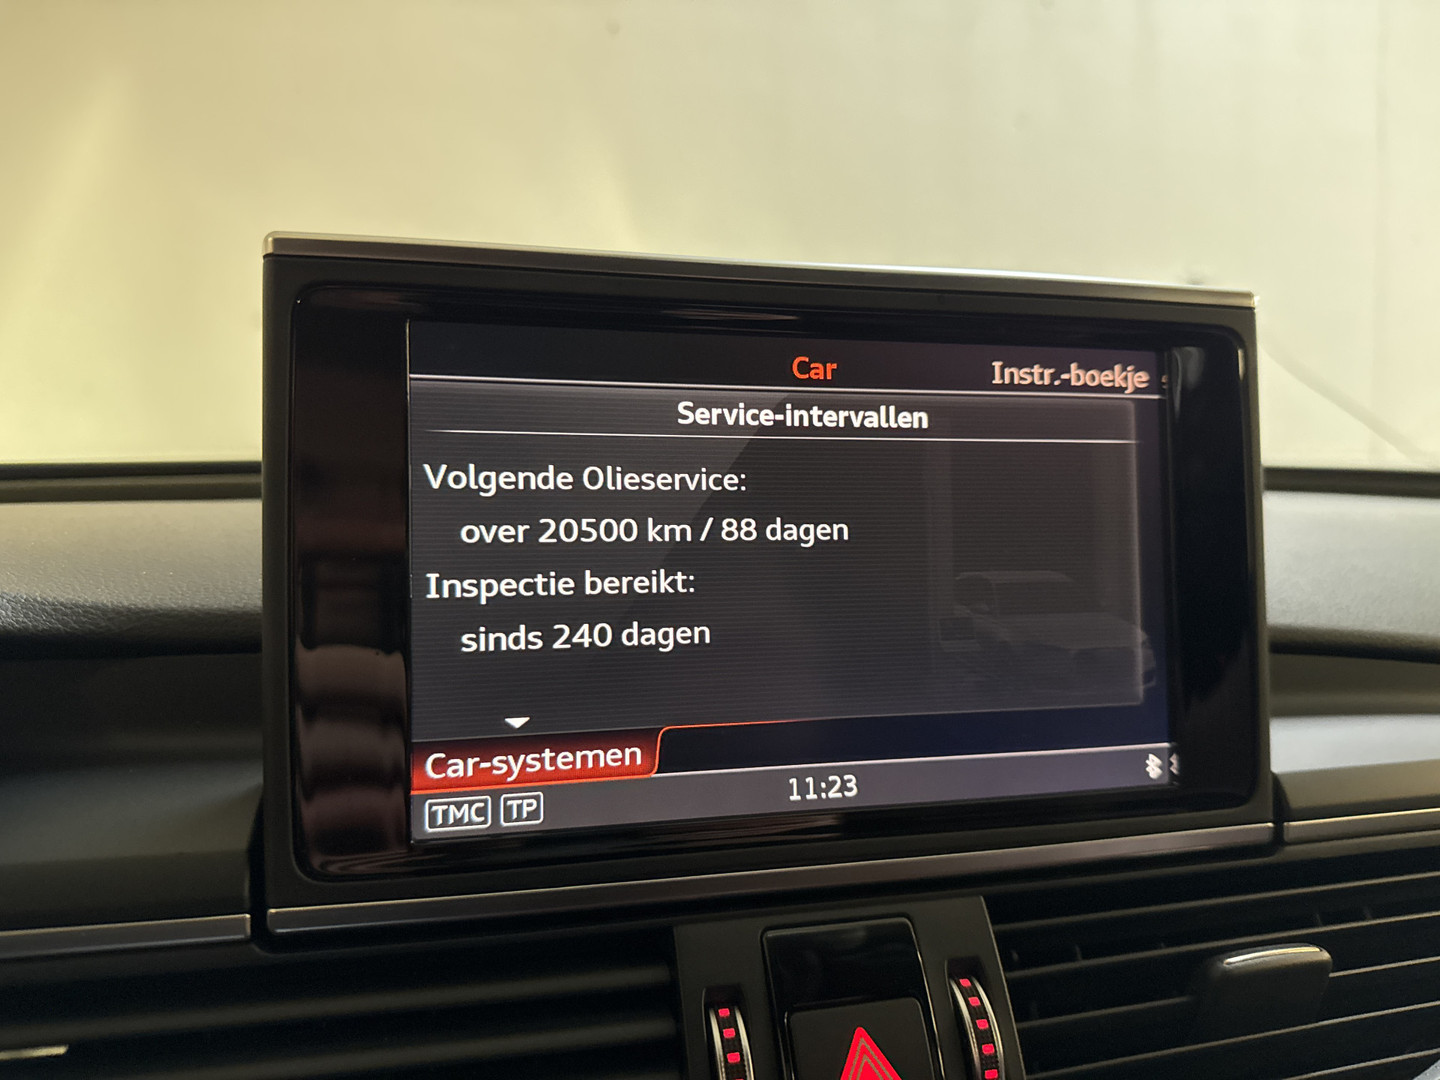 Car
Instr.-boekje
Service-intervallen
Volgende Olieservice:
over 20500 km / 88 dagen
Inspectie bereikt:
sinds 240 dagen
Car-systemen
TMC TP
11:23